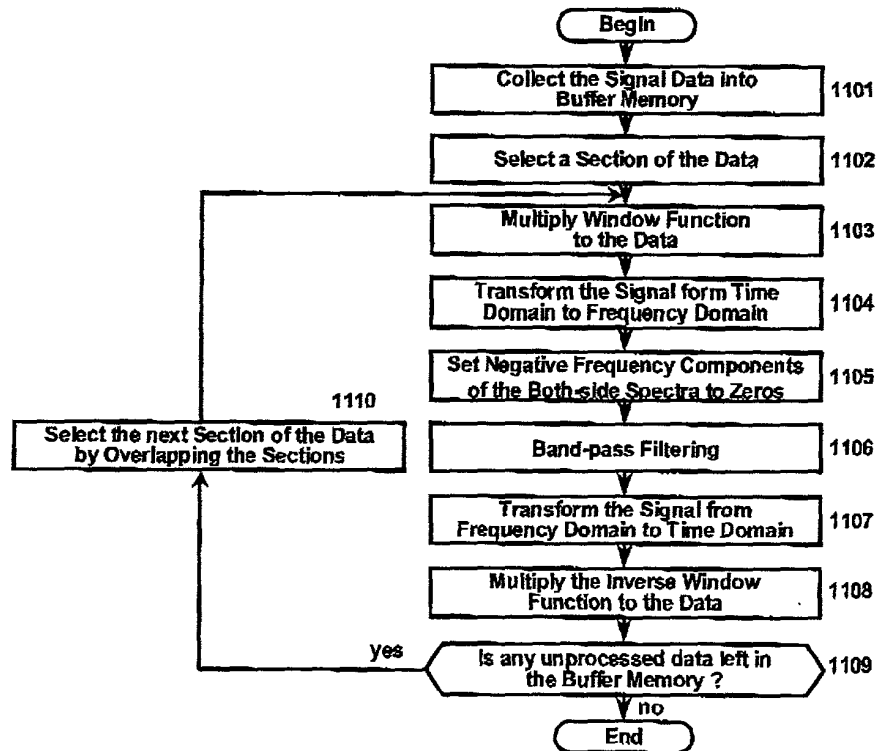 Begin
Collect the Signal Data into
Buffer Memory
1101
Select a Section of the Data
1102
Multiply Window Function
to the Data
1103
Transform the Signal form Time
Domain to Frequency Domain
1104
Set Negative Frequency Components
of the Both-side Spectra to Zeros
1105
1110
Select the next Section of the Data
by Overlapping the Sections
Band-pass Filtering
1106
Transform the Signal from
Frequency Domain to Time Domain
1107
Multiply the Inverse Window
Function to the Data
1108
yes
Is any unprocessed data left in
the Buffer Memory ?
1109
no
End